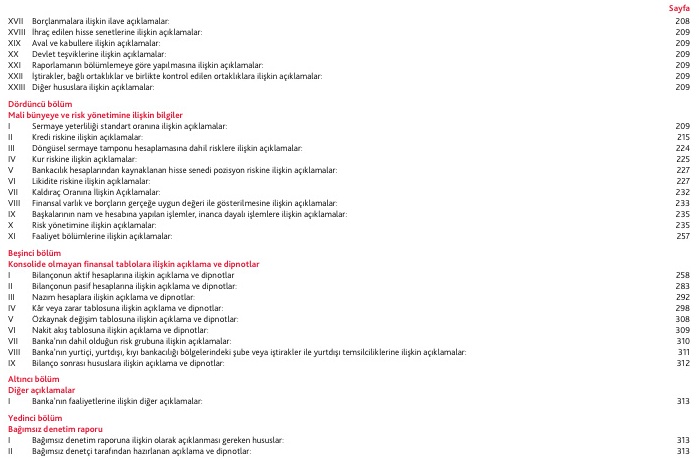 Sayfa
XVII Borçlanmalara ilişkin ilave açıklamalar: 208
XVIII İhraç edilen hisse senetlerine ilişkin açıklamalar: 209
XIX Aval ve kabullere ilişkin açıklamalar: 209
XX Devlet teşviklerine ilişkin açıklamalar: 209
XXI Raporlamanın bölümlemeye göre yapılmasına ilişkin açıklamalar: 209
XXII İştirakler, bağlı ortaklıklar ve birlikte kontrol edilen ortaklıklara ilişkin açıklamalar: 209
XXIII Diğer hususlara ilişkin açıklamalar: 209
Dördüncü bölüm
Mali bünyeye ve risk yönetimine ilişkin bilgiler
I Sermaye yeterliliği standart oranına ilişkin açıklamalar: 209
II Kredi riskine ilişkin açıklamalar: 215
III Döngüsel sermaye tamponu hesaplamasına dahil risklere ilişkin açıklamalar: 224
IV Kur riskine ilişkin açıklamalar: 225
V Bankacılık hesaplarından kaynaklanan hisse senedi pozisyon riskine ilişkin açıklamalar: 227
VI Likidite riskine ilişkin açıklamalar: 227
VII Kaldıraç Oranına İlişkin Açıklamalar: 232
VIII Finansal varlık ve borçların gerçeğe uygun değeri ile gösterilmesine ilişkin açıklamalar: 233
IX Başkalarının nam ve hesabına yapılan işlemler, inanca dayalı işlemlere ilişkin açıklamalar: 235
X Risk yönetimine ilişkin açıklamalar: 235
XI Faaliyet bölümlerine ilişkin açıklamalar: 257
Beşinci bölüm
Konsolide olmayan finansal tablolara ilişkin açıklama ve dipnotlar
I Bilançonun aktif hesaplarına ilişkin açıklama ve dipnotlar 258
II Bilançonun pasif hesaplarına ilişkin açıklama ve dipnotlar: 283
III Nazım hesaplara ilişkin açıklama ve dipnotlar: 292
IV Kâr veya zarar tablosuna ilişkin açıklama ve dipnotlar: 298
V Özkaynak değişim tablosuna ilişkin açıklama ve dipnotlar: 308
VI Nakit akış tablosuna ilişkin açıklama ve dipnotlar: 309
VII Banka'nın dahil olduğun risk grubuna ilişkin açıklamalar: 310
VIII Banka'nın yurtiçi, yurtdışı, kıyı bankacılığı bölgelerindeki şube veya iştirakler ile yurtdışı temsilciliklerine ilişkin açıklamalar: 311
IX Bilanço sonrası hususlara ilişkin açıklama ve dipnotlar: 312
Altıncı bölüm
Diğer açıklamalar
I Banka'nın faaliyetlerine ilişkin diğer açıklamalar: 313
Yedinci bölüm
Bağımsız denetim raporu
I Bağımsız denetim raporuna ilişkin olarak açıklanması gereken hususlar: 313
II Bağımsız denetçi tarafından hazırlanan açıklama ve dipnotlar: 313